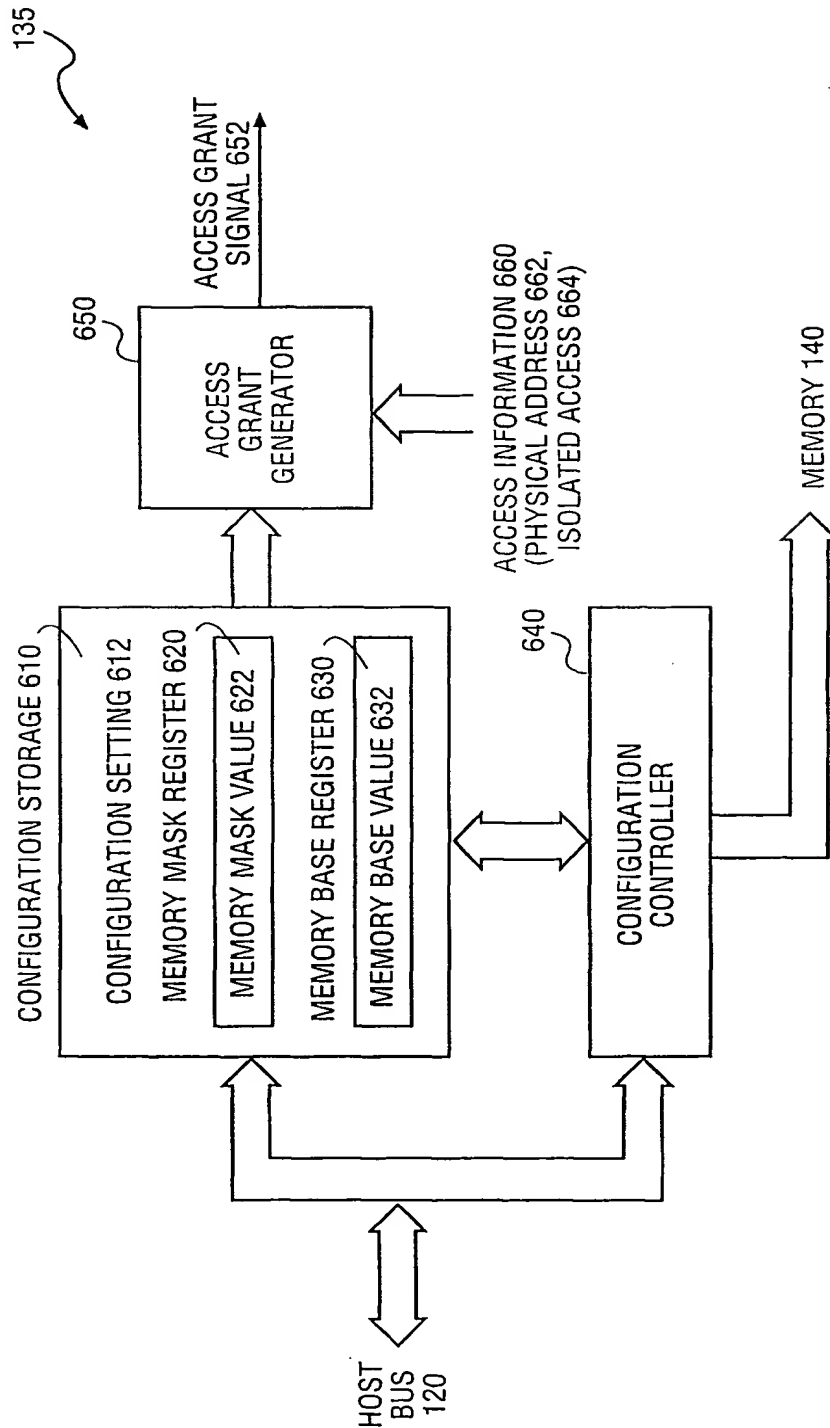 135
CONFIGURATION STORAGE 610
CONFIGURATION SETTING 612
MEMORY MASK REGISTER 620
MEMORY MASK VALUE 622
MEMORY BASE REGISTER 630
MEMORY BASE VALUE 632
650
ACCESS
GRANT
GENERATOR
ACCESS GRANT
SIGNAL 652
ACCESS INFORMATION 660
(PHYSICAL ADDRESS 662,
ISOLATED ACCESS 664)
HOST
BUS
120
640
CONFIGURATION
CONTROLLER
MEMORY 140